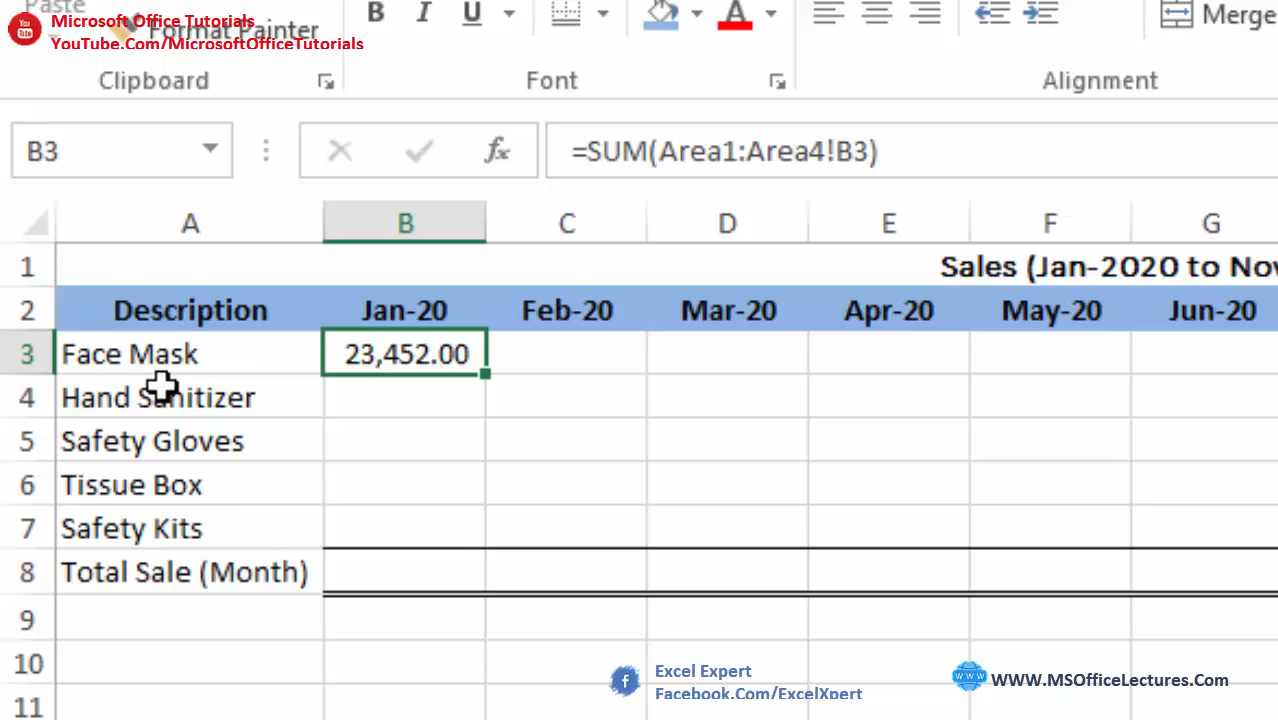 Paste
Microsoft Office Tutorials
YouTube.Com/MicrosoftOfficeTutorials
Format Painter
B I U A Merge
Clipboard Font Alignment
B3 fx =SUM(Area1:Area4!B3)
A B C D E F G
1 Sales (Jan-2020 to Nov
2 Description Jan-20 Feb-20 Mar-20 Apr-20 May-20 Jun-20
3 Face Mask 23,452.00
4 Hand Sanitizer
5 Safety Gloves
6 Tissue Box
7 Safety Kits
8 Total Sale (Month)
9
10
11
Excel Expert
Facebook.Com/ExcelXpert
WWW.MSOfficeLectures.Com